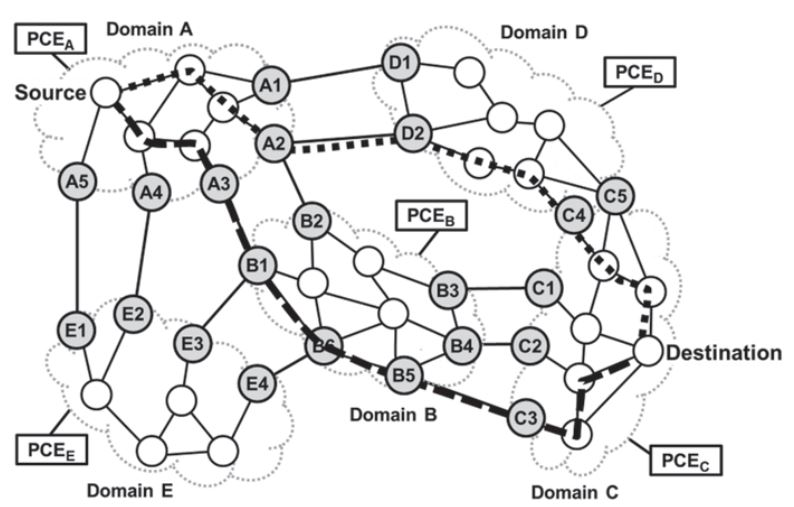 Domain A
Domain D
PCEA
PCED
Source
A1
D1
A2
D2
A5
A4
A3
C5
C4
B2
PCEB
B1
B3
C1
E1
E2
E3
B6
B4
C2
Destination
E4
B5
C3
Domain B
PCEE
PCEC
Domain E
Domain C